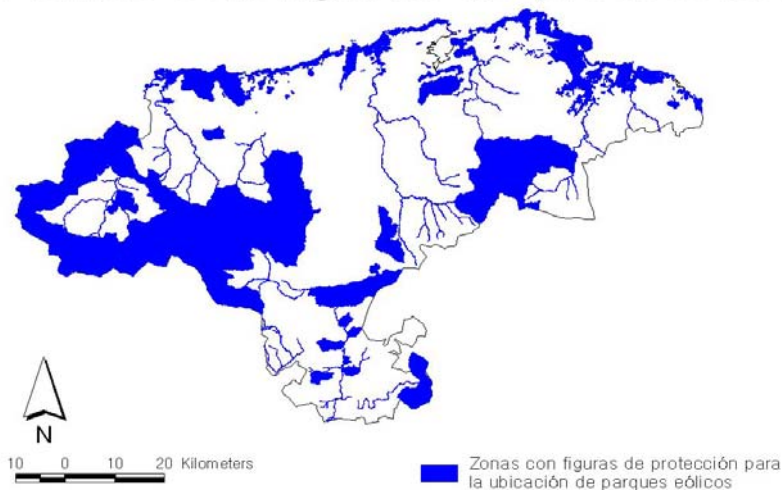 N
10 0 10 20 Kilometers
Zonas con figuras de protección para
la ubicación de parques eólicos